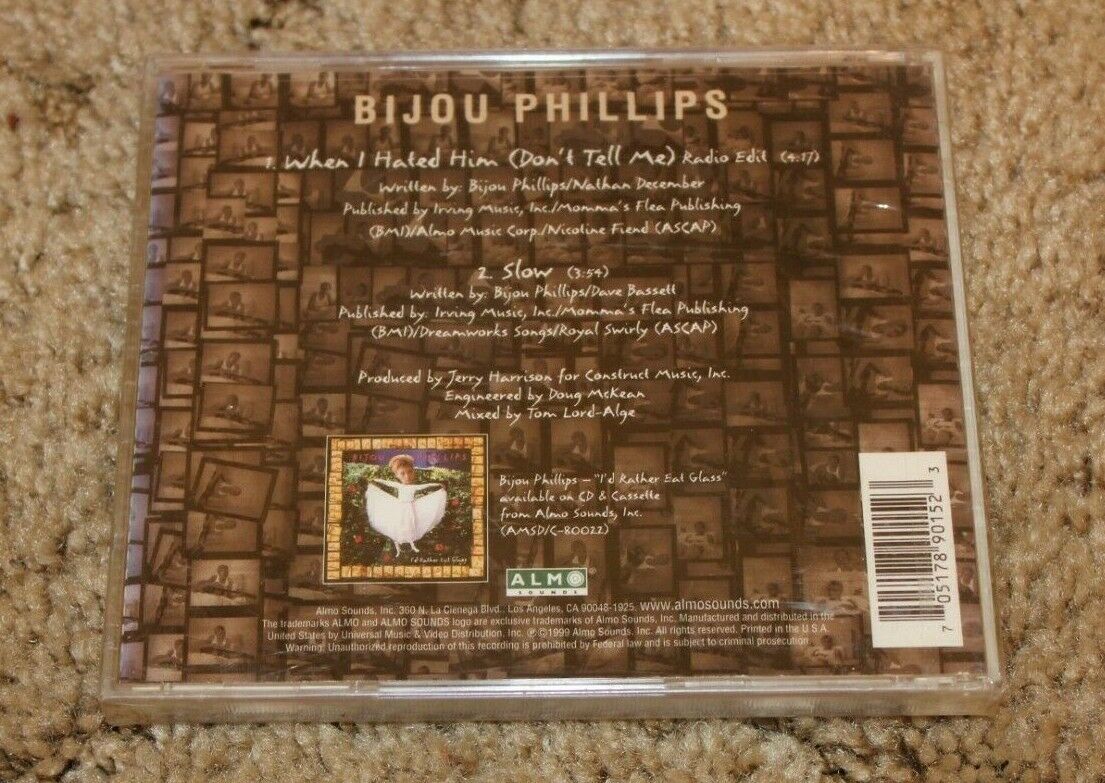 BIJOU PHILLIPS
1. When I Hated Him (Don't Tell Me) Radio Edit (4:17)
Written by: Bijou Phillips/Nathan December
Published by Irving Music, Inc./Momma's Flea Publishing
(BMI)/Almo Music Corp./Nicotine Fiend (ASCAP)
2. Slow (3:54)
Written by: Bijou Phillips/Dave Bassett
Published by: Irving Music, Inc./Momma's Flea Publishing
(BMI)/Dreamworks Songs/Royal Swirly (ASCAP)
Produced by Jerry Harrison for Construct Music, Inc.
Engineered by Doug McKean
Mixed by Tom Lord-Alge
BIJOU PHILLIPS
I'd Rather Eat Glass
Bijou Phillips – "I'd Rather Eat Glass"
available on CD & Cassette
from Almo Sounds, Inc.
(AMSD/C-80022)
ALMO
SOUNDS
Almo Sounds, Inc. 360 N. La Cienega Blvd., Los Angeles, CA 90048-1925. www.almosounds.com
The trademarks ALMO and ALMO SOUNDS logo are exclusive trademarks of Almo Sounds, Inc. Manufactured and distributed in the
United States by Universal Music & Video Distribution, Inc. ℗©1999 Almo Sounds, Inc. All rights reserved. Printed in the U S A
Warning: Unauthorized reproduction of this recording is prohibited by Federal law and is subject to criminal prosecution.
7 05178 90152 3